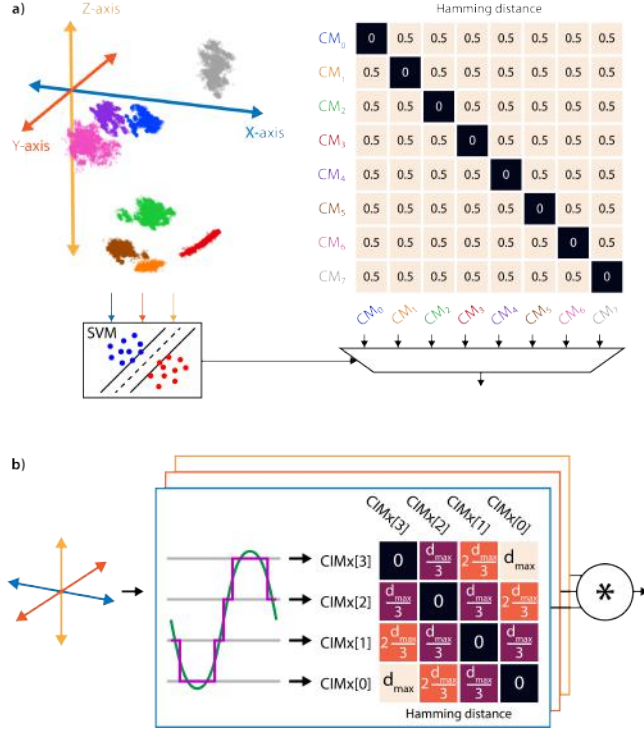 a)
Z-axis
Y-axis
X-axis
Hamming distance
CM₀ 0 0.5 0.5 0.5 0.5 0.5 0.5 0.5
CM₁ 0.5 0 0.5 0.5 0.5 0.5 0.5 0.5
CM₂ 0.5 0.5 0 0.5 0.5 0.5 0.5 0.5
CM₃ 0.5 0.5 0.5 0 0.5 0.5 0.5 0.5
CM₄ 0.5 0.5 0.5 0.5 0 0.5 0.5 0.5
CM₅ 0.5 0.5 0.5 0.5 0.5 0 0.5 0.5
CM₆ 0.5 0.5 0.5 0.5 0.5 0.5 0 0.5
CM₇ 0.5 0.5 0.5 0.5 0.5 0.5 0.5 0
CM₀ CM₁ CM₂ CM₃ CM₄ CM₅ CM₆ CM₇
SVM
b)
CIMx[3] CIMx[2] CIMx[1] CIMx[0]
CIMx[3] 0 dmax/3 2dmax/3 dmax
CIMx[2] dmax/3 0 dmax/3 2dmax/3
CIMx[1] 2dmax/3 dmax/3 0 dmax/3
CIMx[0] dmax 2dmax/3 dmax/3 0
Hamming distance
*